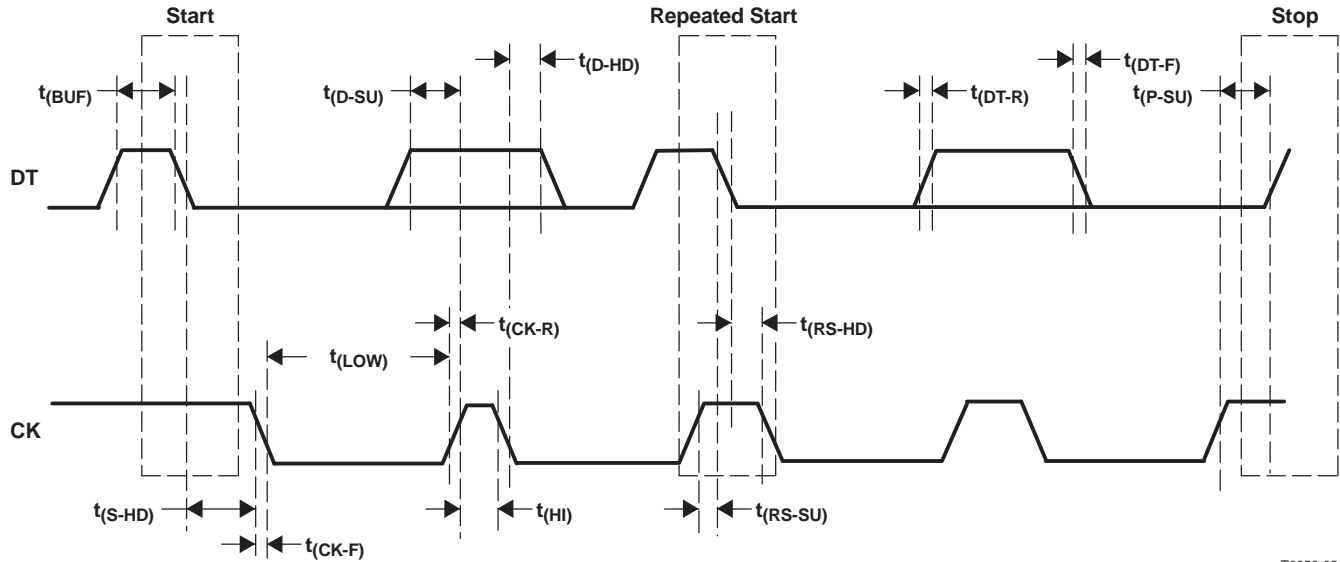 Start
Repeated Start
Stop
t(BUF)
t(D-SU)
t(D-HD)
t(DT-R)
t(DT-F)
t(P-SU)
DT
t(CK-R)
t(RS-HD)
t(LOW)
CK
t(S-HD)
t(HI)
t(RS-SU)
t(CK-F)